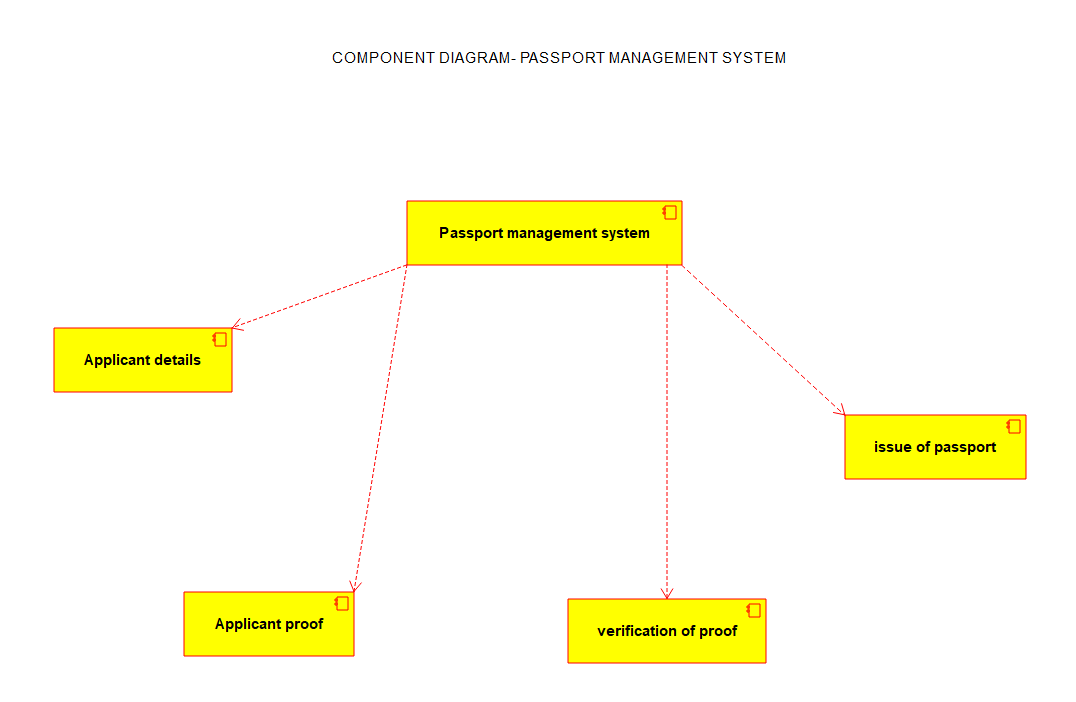 COMPONENT DIAGRAM- PASSPORT MANAGEMENT SYSTEM
Passport management system
Applicant details
issue of passport
Applicant proof
verification of proof